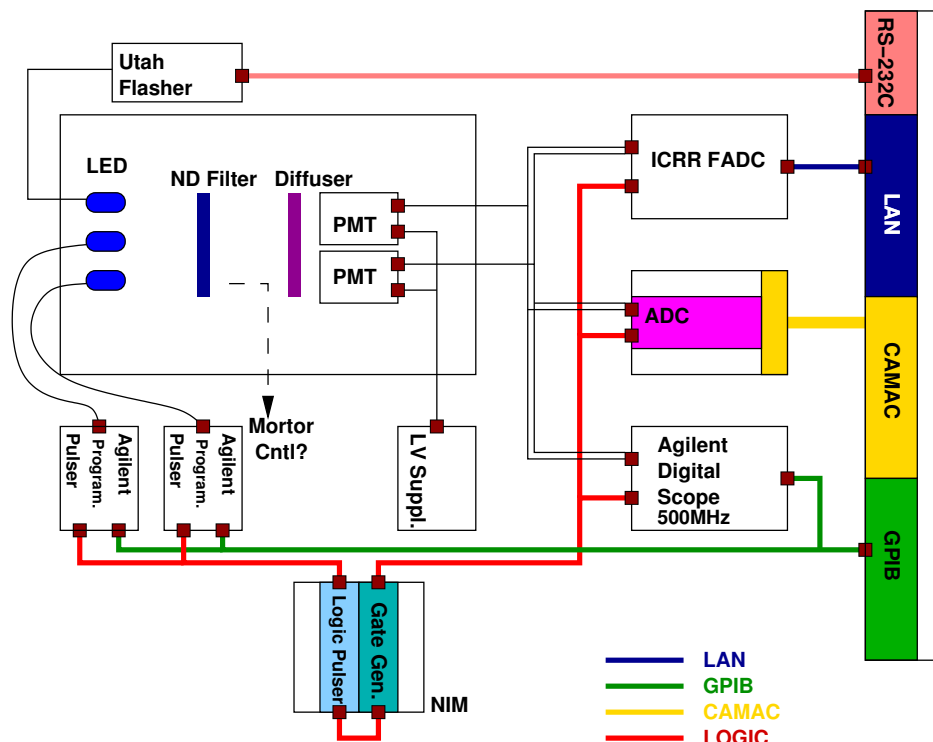 Utah
Flasher
RS-232C
LED
ND Filter
Diffuser
PMT
PMT
ICRR FADC
LAN
ADC
CAMAC
Mortor
Cntl?
Agilent
Program.
Pulser
Agilent
Program.
Pulser
LV Suppl.
Agilent
Digital
Scope
500MHz
GPIB
Logic Pulser
Gate Gen.
NIM
LAN
GPIB
CAMAC
LOGIC